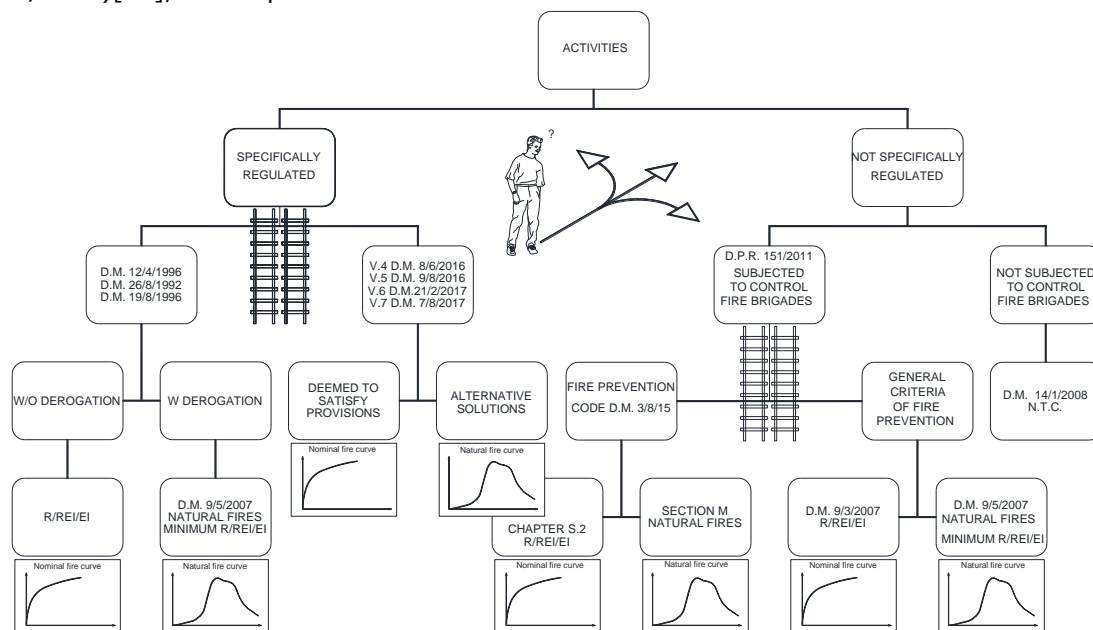 ACTIVITIES
?
SPECIFICALLY
REGULATED
NOT SPECIFICALLY
REGULATED
D.M. 12/4/1996
D.M. 26/8/1992
D.M. 19/8/1996
V.4 D.M. 8/6/2016
V.5 D.M. 9/8/2016
V.6 D.M.21/2/2017
V.7 D.M. 7/8/2017
D.P.R. 151/2011
SUBJECTED
TO CONTROL
FIRE BRIGADES
NOT SUBJECTED
TO CONTROL
FIRE BRIGADES
W/O DEROGATION
W DEROGATION
DEEMED TO
SATISFY
PROVISIONS
ALTERNATIVE
SOLUTIONS
FIRE PREVENTION
CODE D.M. 3/8/15
GENERAL
CRITERIA
OF FIRE
PREVENTION
D.M. 14/1/2008
N.T.C.
Nominal fire curve
Natural fire curve
R/REI/EI
D.M. 9/5/2007
NATURAL FIRES
MINIMUM R/REI/EI
CHAPTER S.2
R/REI/EI
SECTION M
NATURAL FIRES
D.M. 9/3/2007
R/REI/EI
D.M. 9/5/2007
NATURAL FIRES
MINIMUM R/REI/EI
Nominal fire curve
Natural fire curve
Nominal fire curve
Natural fire curve
Nominal fire curve
Natural fire curve